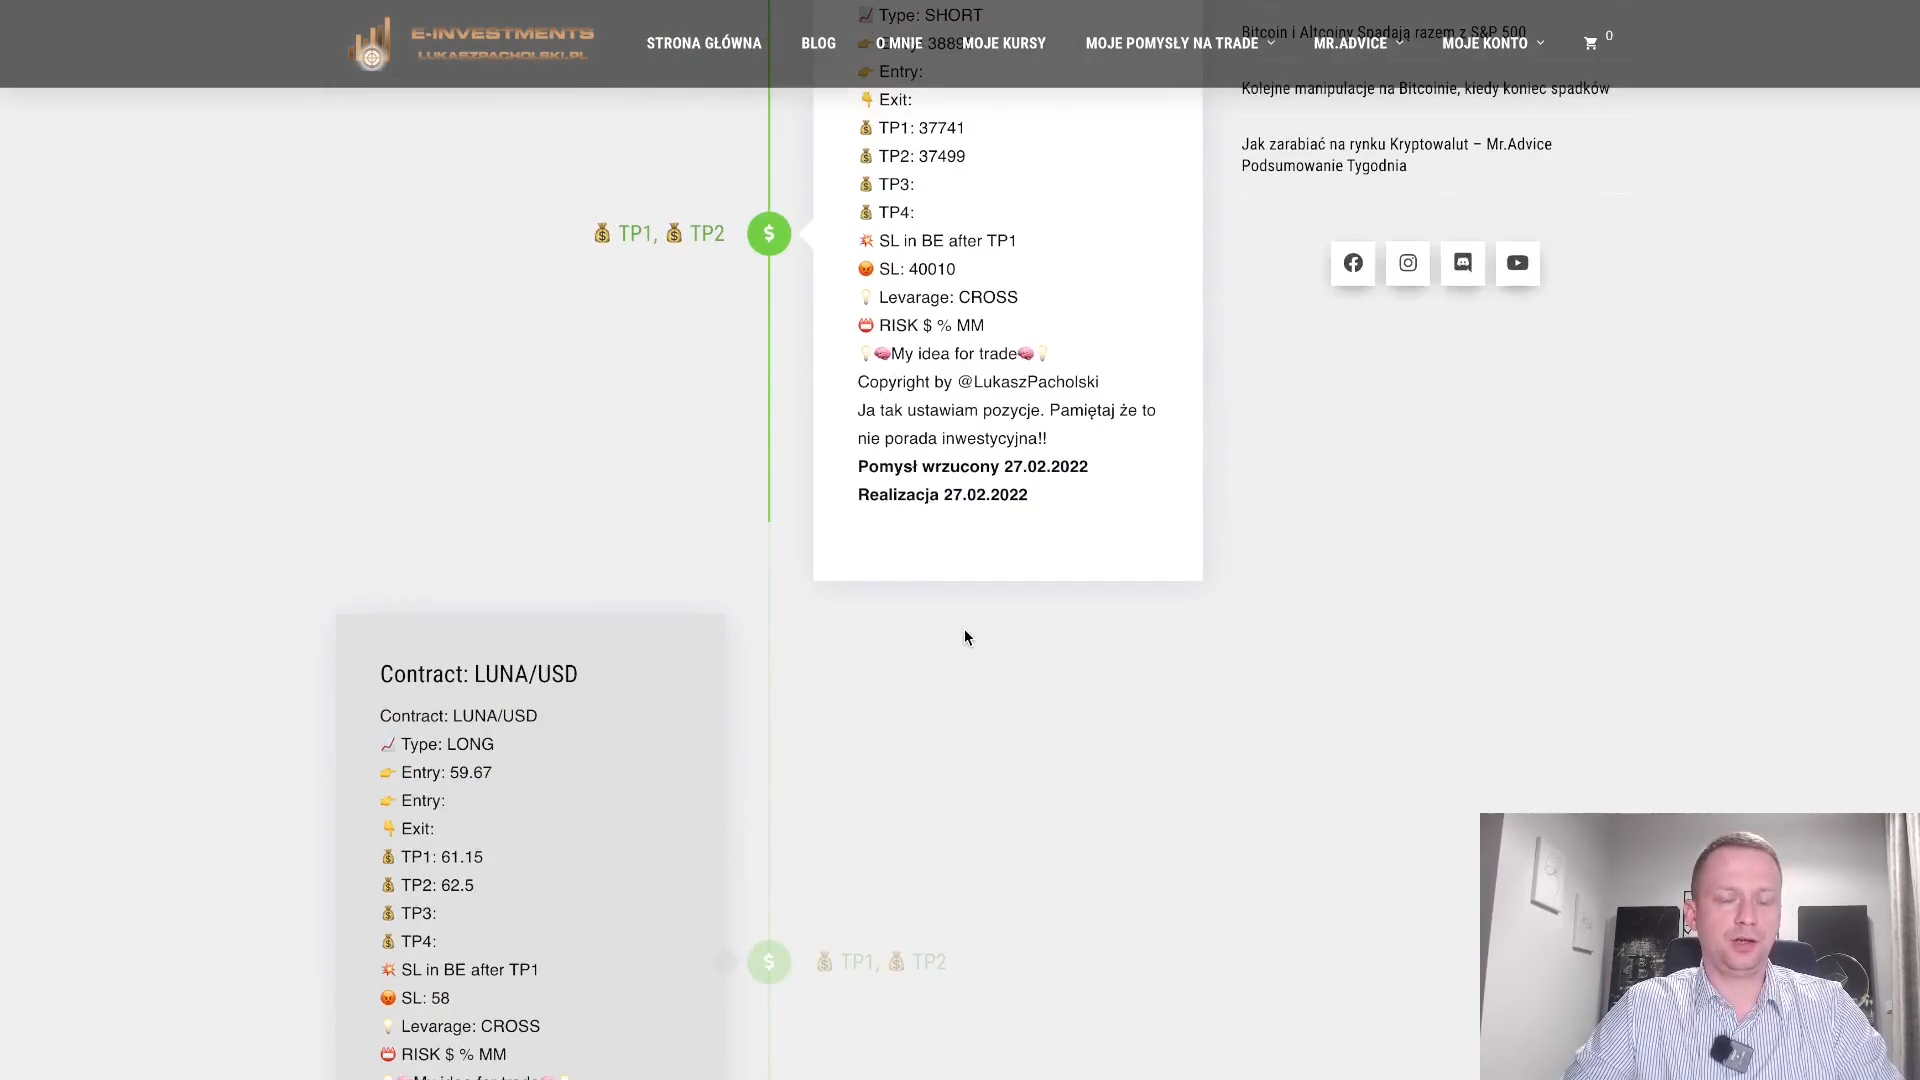 E-INVESTMENTS
LUKASZPACHOLSKI.PL
STRONA GŁÓWNA
BLOG
O MNIE
MOJE KURSY
MOJE POMYSŁY NA TRADE
MR.ADVICE
MOJE KONTO
0
📈 Type: SHORT
👉 Entry:
👇 Exit:
💰 TP1: 37741
💰 TP2: 37499
💰 TP3:
💰 TP4:
💥 SL in BE after TP1
😡 SL: 40010
💡 Levarage: CROSS
📛 RISK $ % MM
💡🧠My idea for trade🧠💡
Copyright by @LukaszPacholski
Ja tak ustawiam pozycje. Pamiętaj że to
nie porada inwestycyjna!!
Pomysł wrzucony 27.02.2022
Realizacja 27.02.2022
💰 TP1, 💰 TP2
Bitcoin i Altcoiny Spadają razem z S&P 500
Kolejne manipulacje na Bitcoinie, kiedy koniec spadków
Jak zarabiać na rynku Kryptowalut – Mr.Advice
Podsumowanie Tygodnia
Contract: LUNA/USD
Contract: LUNA/USD
📈 Type: LONG
👉 Entry: 59.67
👉 Entry:
👇 Exit:
💰 TP1: 61.15
💰 TP2: 62.5
💰 TP3:
💰 TP4:
💥 SL in BE after TP1
😡 SL: 58
💡 Levarage: CROSS
📛 RISK $ % MM
💡🧠My idea for trade🧠💡
💰 TP1, 💰 TP2